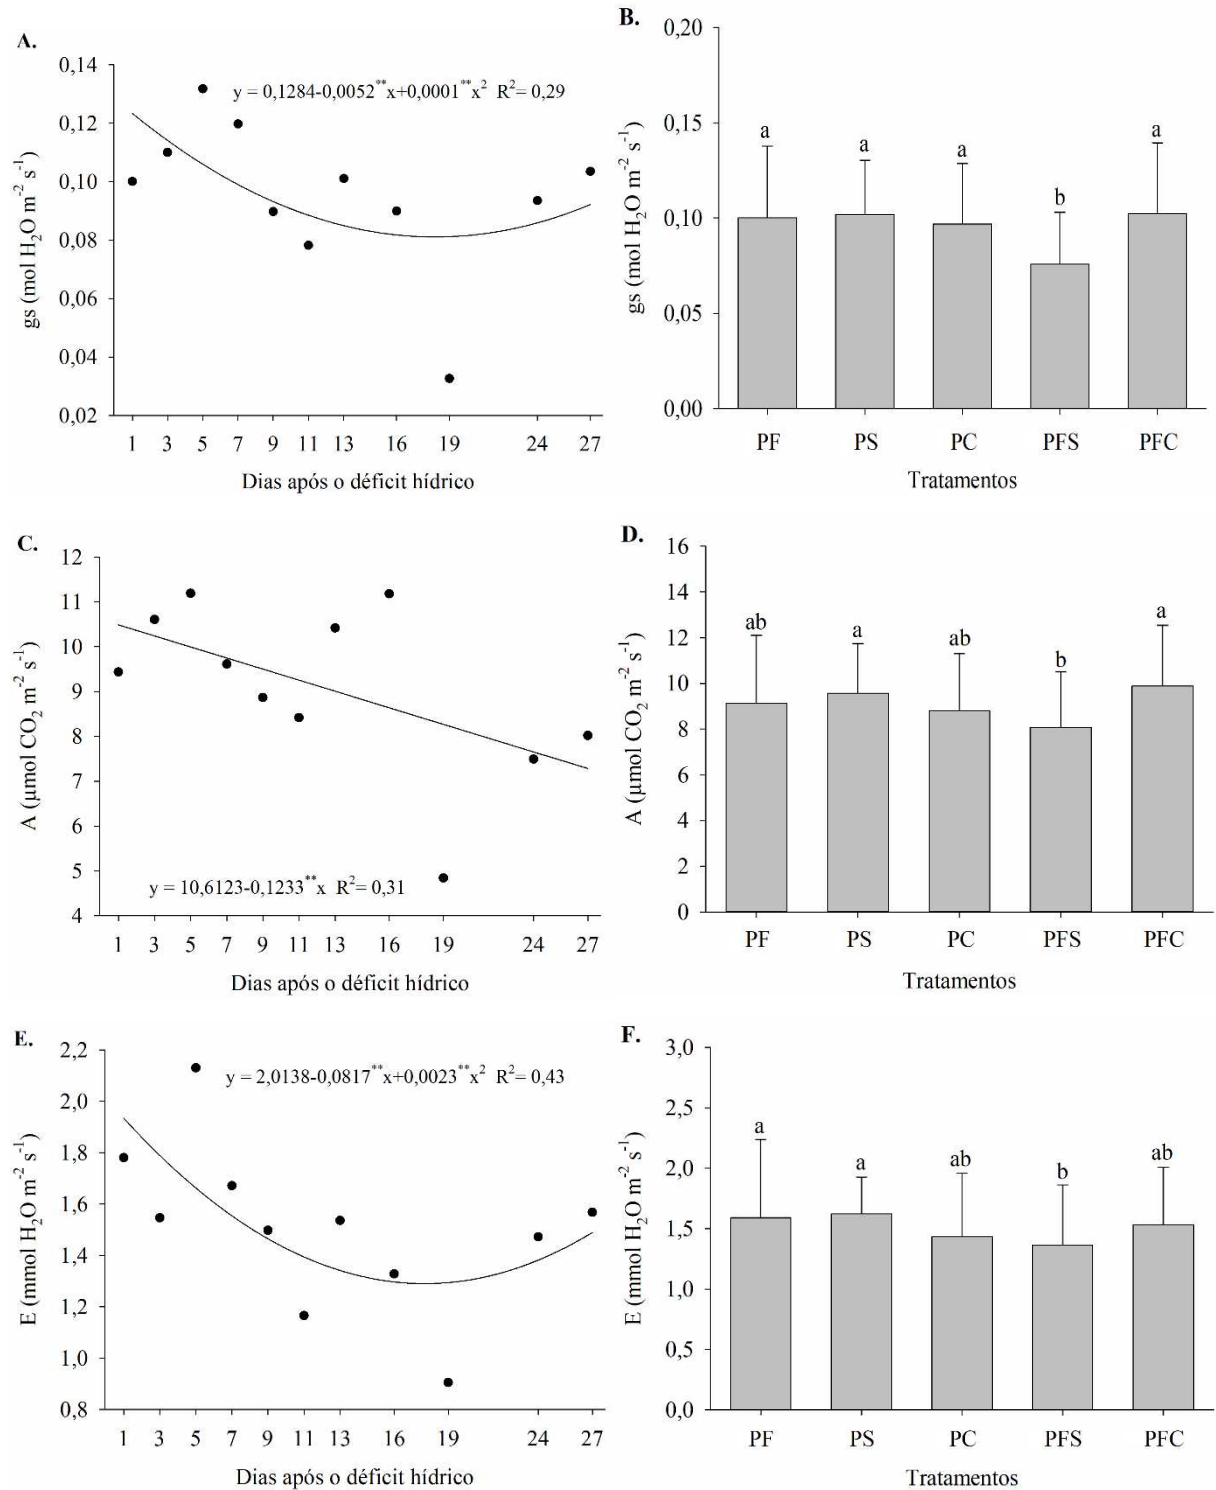 A.
y = 0,1284-0,0052**x+0,0001**x² R²= 0,29
gs (mol H₂O m⁻² s⁻¹)
0,14
0,12
0,10
0,08
0,06
0,04
0,02
1 3 5 7 9 11 13 16 19 24 27
Dias após o déficit hídrico
B.
gs (mol H₂O m⁻² s⁻¹)
0,20
0,15
0,10
0,05
0,00
a a a b a
PF PS PC PFS PFC
Tratamentos
C.
A (µmol CO₂ m⁻² s⁻¹)
12
11
10
9
8
7
6
5
4
y = 10,6123-0,1233**x R²= 0,31
1 3 5 7 9 11 13 16 19 24 27
Dias após o déficit hídrico
D.
A (µmol CO₂ m⁻² s⁻¹)
16
14
12
10
8
6
4
2
0
ab a ab b a
PF PS PC PFS PFC
Tratamentos
E.
y = 2,0138-0,0817**x+0,0023**x² R²= 0,43
E (mmol H₂O m⁻² s⁻¹)
2,2
2,0
1,8
1,6
1,4
1,2
1,0
0,8
1 3 5 7 9 11 13 16 19 24 27
Dias após o déficit hídrico
F.
E (mmol H₂O m⁻² s⁻¹)
3,0
2,5
2,0
1,5
1,0
0,5
0,0
a a ab b ab
PF PS PC PFS PFC
Tratamentos